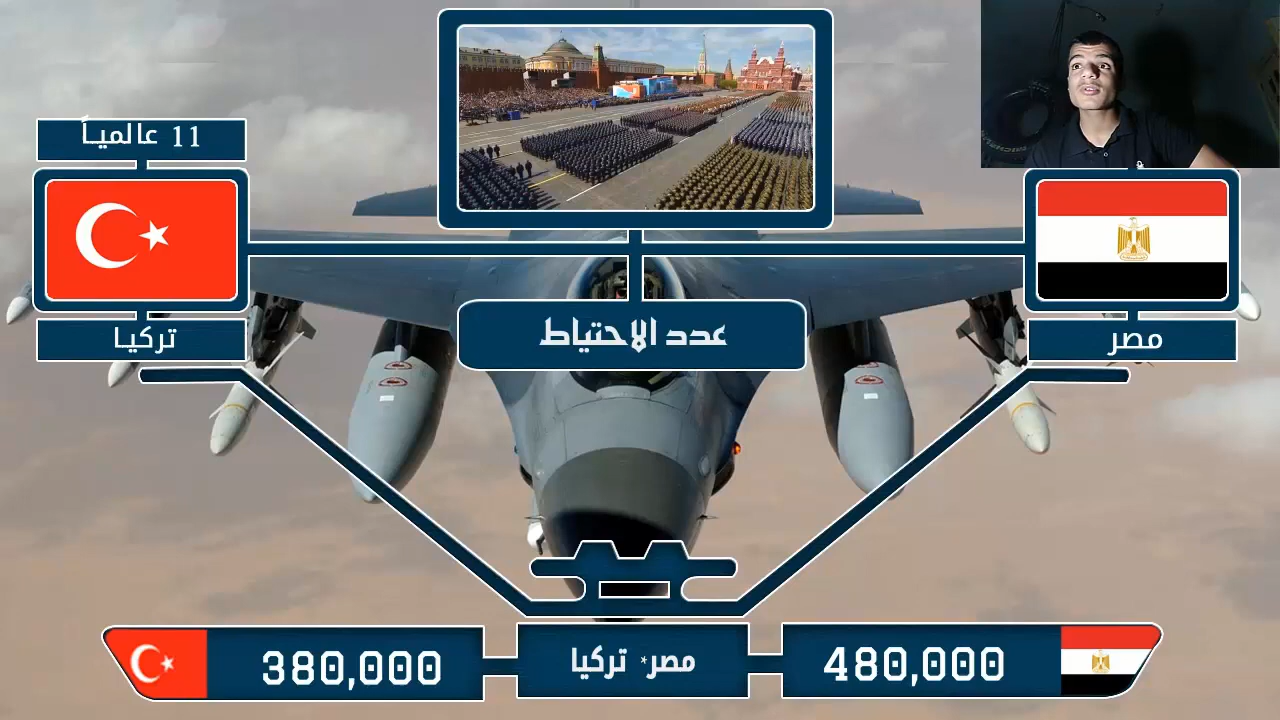 11 عالمياً
تركيا
مصر
عدد الاحتياط
380,000
مصر* تركيا
480,000